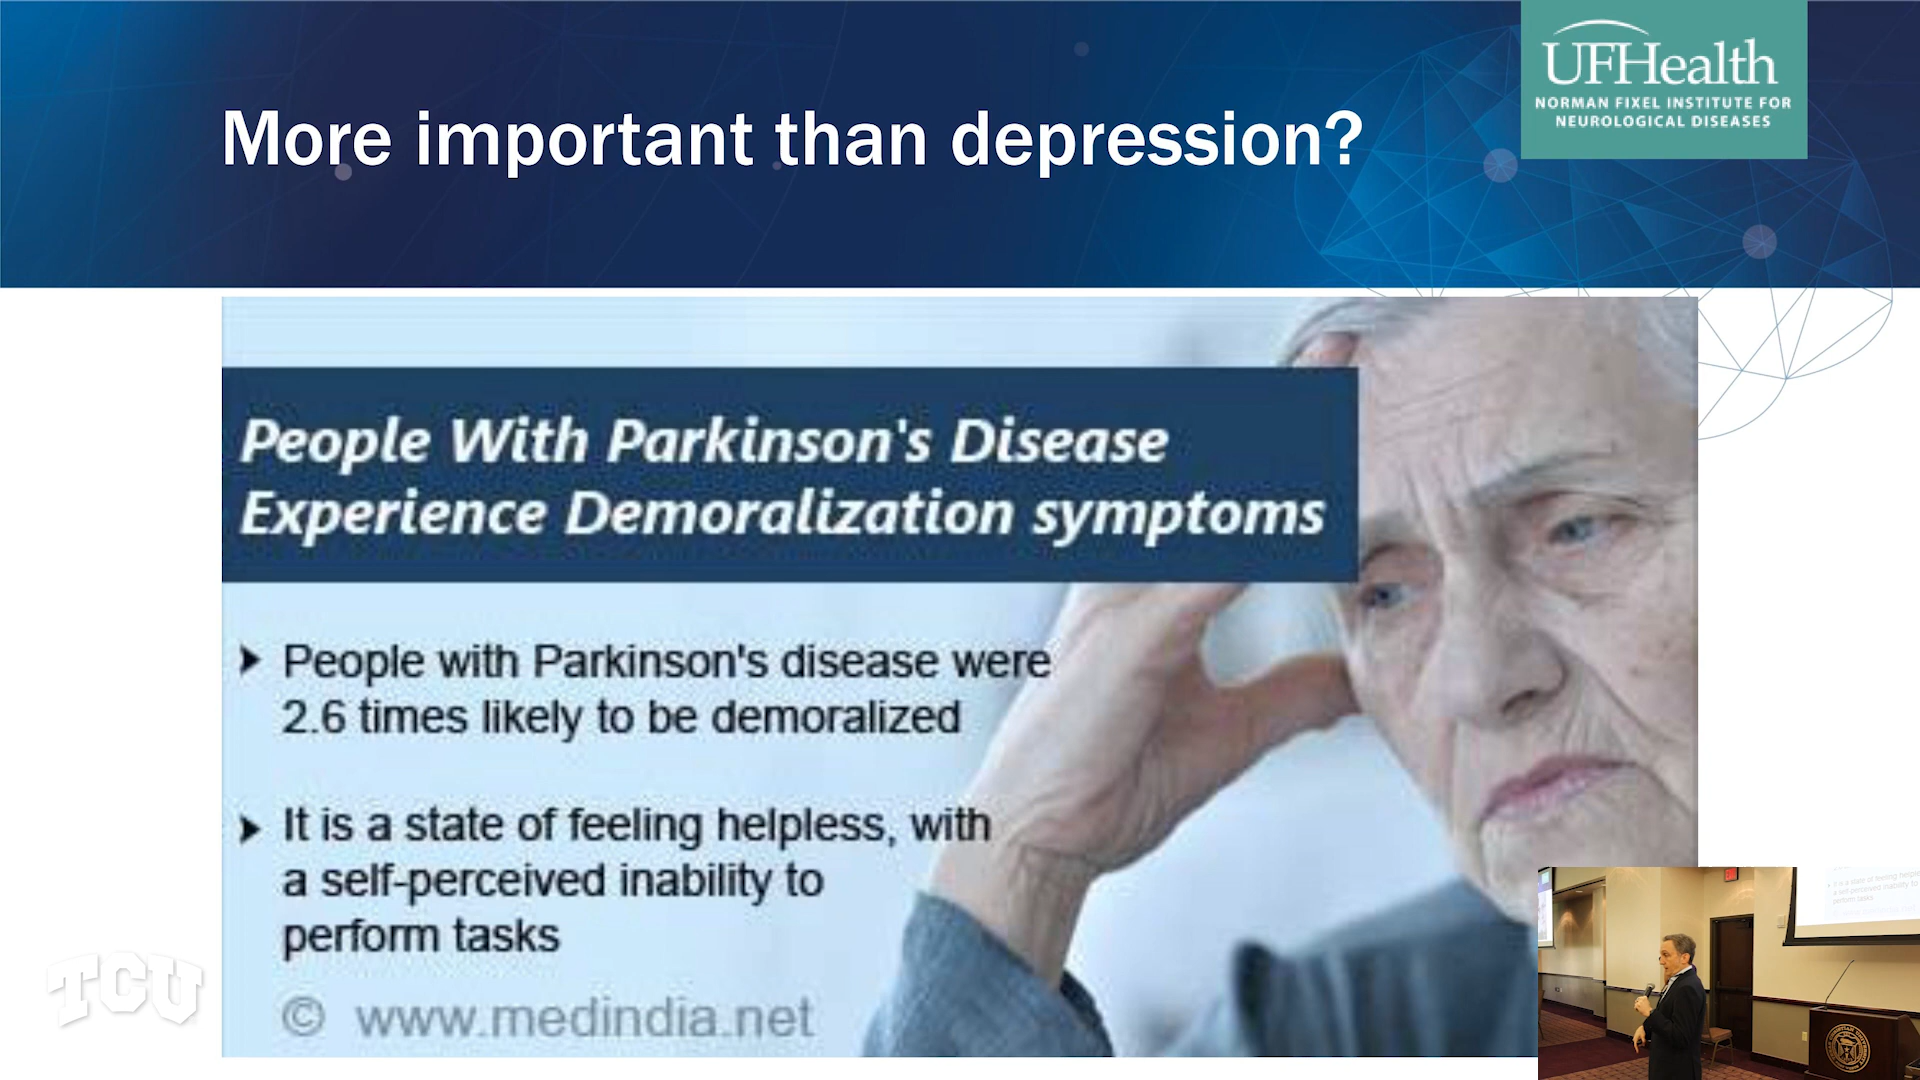 More important than depression?
UFHealth
NORMAN FIXEL INSTITUTE FOR
NEUROLOGICAL DISEASES
People With Parkinson's Disease
Experience Demoralization symptoms
People with Parkinson's disease were
2.6 times likely to be demoralized
It is a state of feeling helpless, with
a self-perceived inability to
perform tasks
© www.medindia.net
TCU